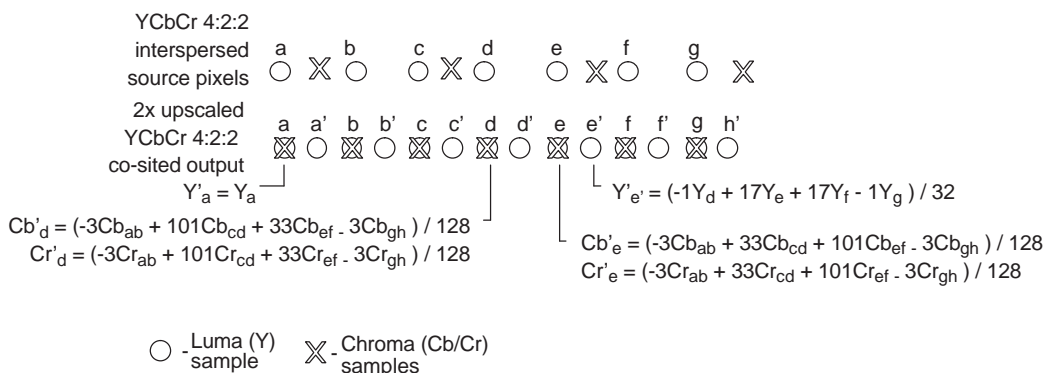 YCbCr 4:2:2
interspersed
source pixels
a b c d e f g
2x upscaled
YCbCr 4:2:2
co-sited output
a a' b b' c c' d d' e e' f f' g h'
Y'a = Ya
Y'e' = (-1Yd + 17Ye + 17Yf - 1Yg ) / 32
Cb'd = (-3Cbab + 101Cbcd + 33Cbef - 3Cbgh ) / 128
Cr'd = (-3Crab + 101Crcd + 33Cref - 3Crgh ) / 128
Cb'e = (-3Cbab + 33Cbcd + 101Cbef - 3Cbgh ) / 128
Cr'e = (-3Crab + 33Crcd + 101Cref - 3Crgh ) / 128
- Luma (Y)
sample
- Chroma (Cb/Cr)
samples